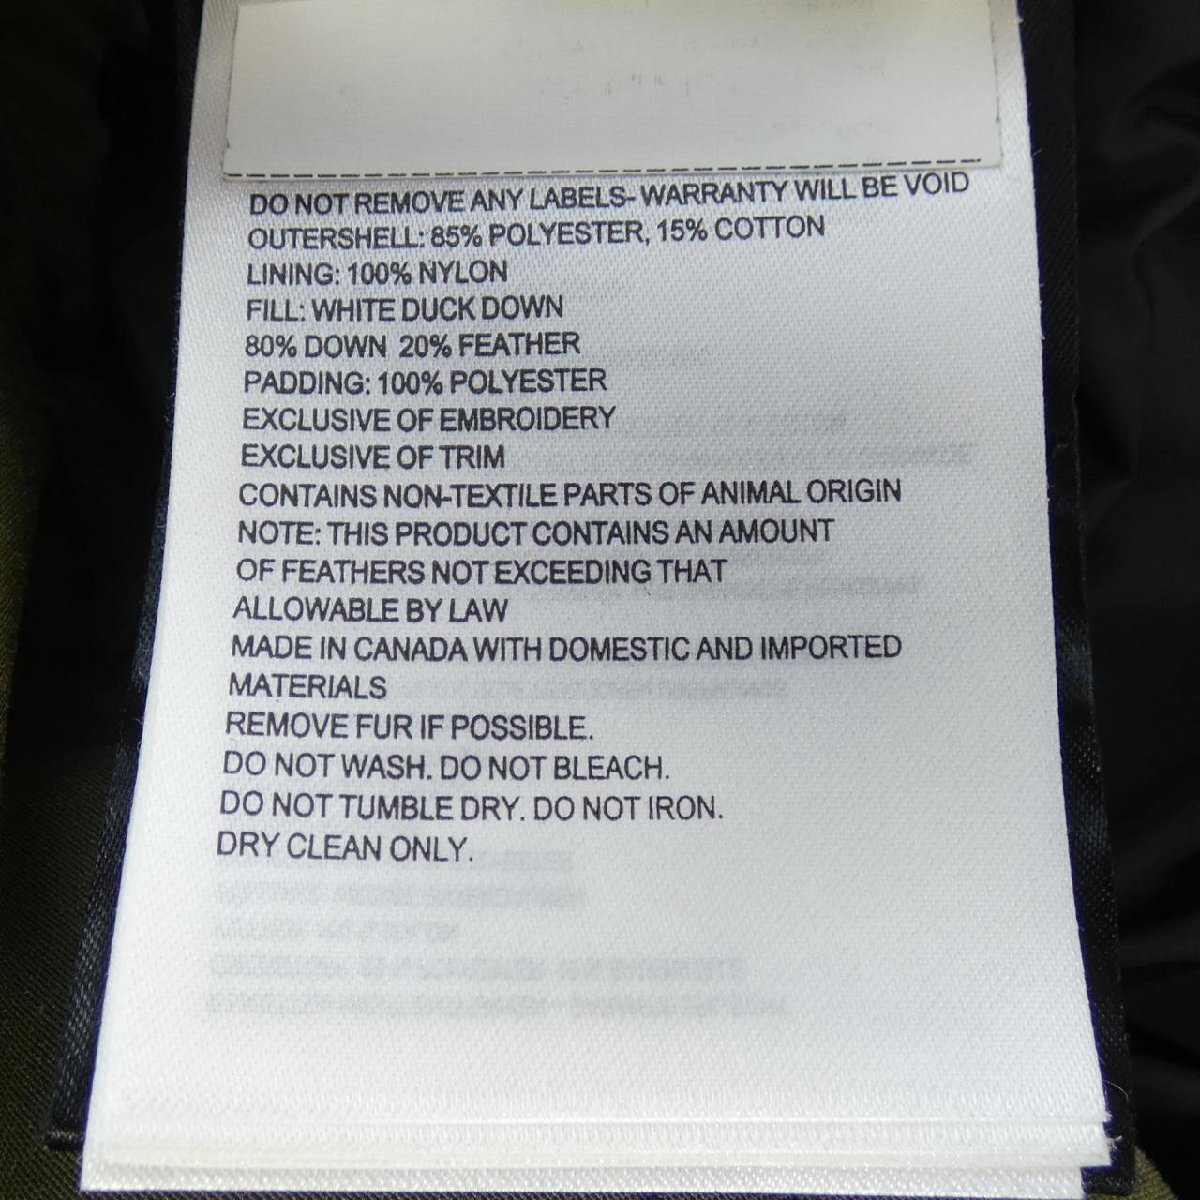 DO NOT REMOVE ANY LABELS- WARRANTY WILL BE VOID
OUTERSHELL: 85% POLYESTER, 15% COTTON
LINING: 100% NYLON
FILL: WHITE DUCK DOWN
80% DOWN 20% FEATHER
PADDING: 100% POLYESTER
EXCLUSIVE OF EMBROIDERY
EXCLUSIVE OF TRIM
CONTAINS NON-TEXTILE PARTS OF ANIMAL ORIGIN
NOTE: THIS PRODUCT CONTAINS AN AMOUNT
OF FEATHERS NOT EXCEEDING THAT
ALLOWABLE BY LAW
MADE IN CANADA WITH DOMESTIC AND IMPORTED
MATERIALS
REMOVE FUR IF POSSIBLE.
DO NOT WASH. DO NOT BLEACH.
DO NOT TUMBLE DRY. DO NOT IRON.
DRY CLEAN ONLY.